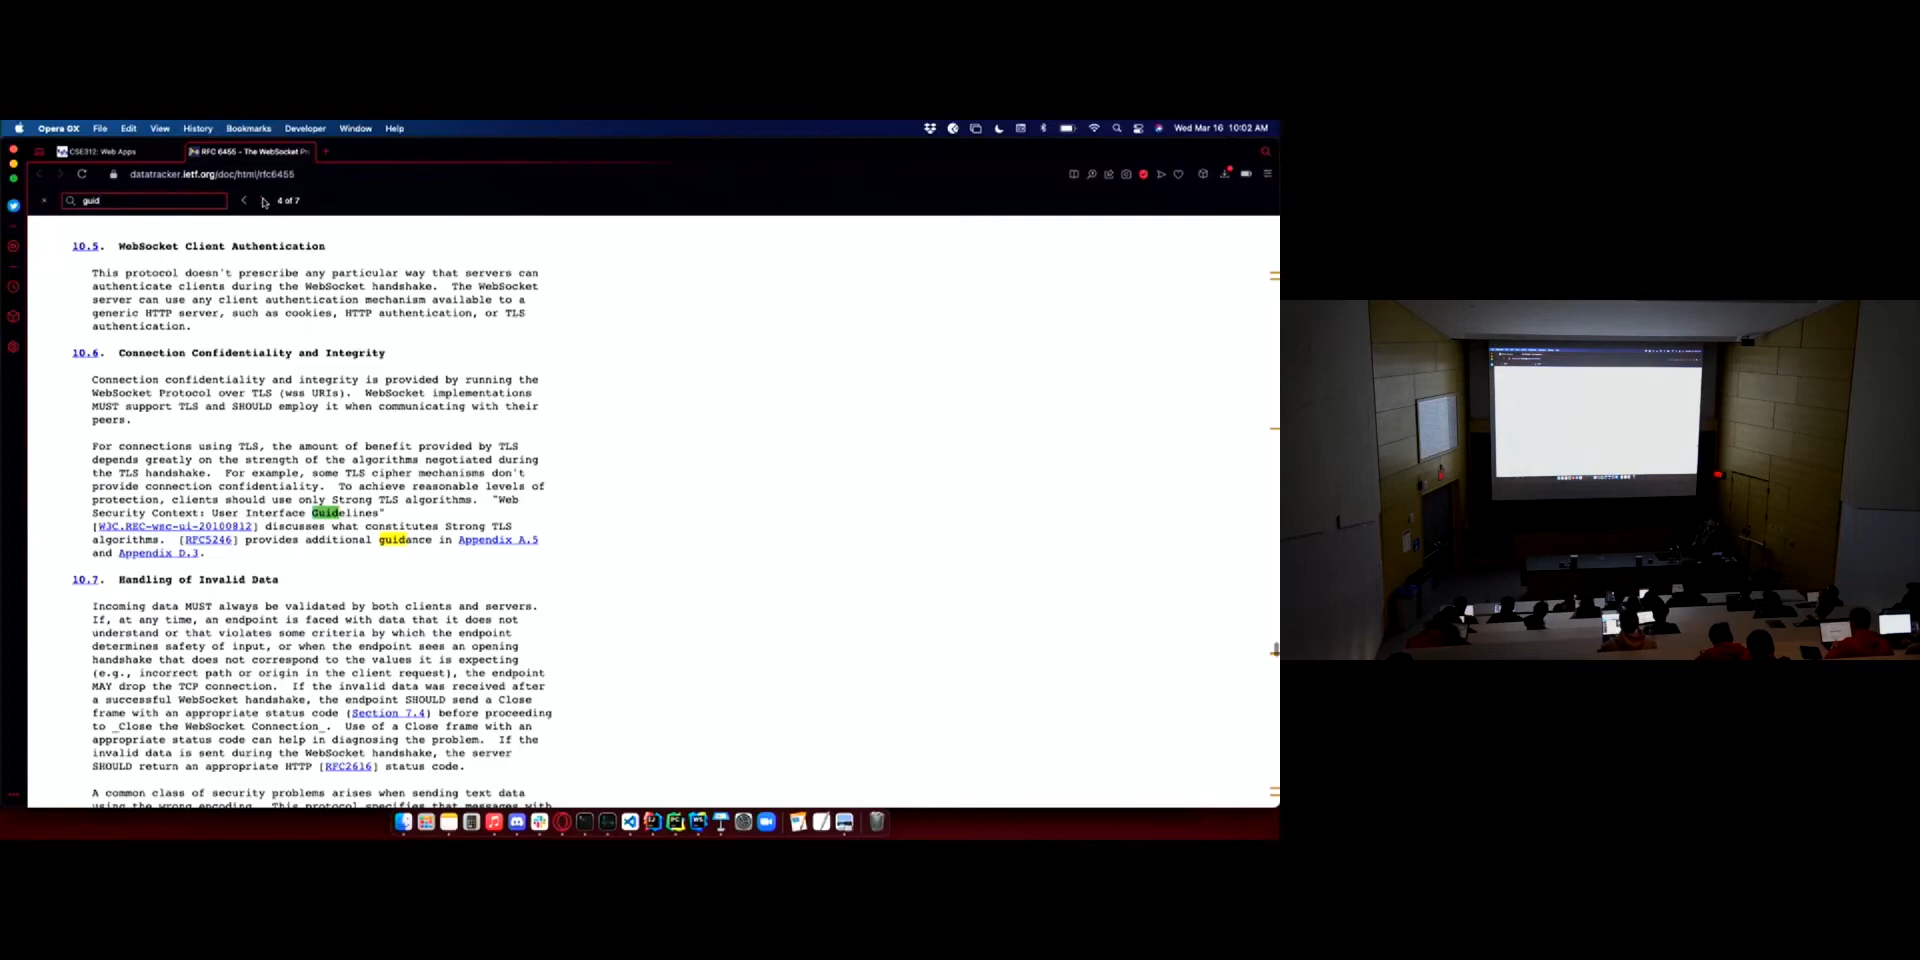 Opera GX File Edit View History Bookmarks Developer Window Help Wed Mar 16 10:02 AM
CSE312: Web Apps RFC 6455 - The WebSocket Pr
datatracker.ietf.org/doc/html/rfc6455
guid 4 of 7
10.5. WebSocket Client Authentication
This protocol doesn't prescribe any particular way that servers can
authenticate clients during the WebSocket handshake. The WebSocket
server can use any client authentication mechanism available to a
generic HTTP server, such as cookies, HTTP authentication, or TLS
authentication.
10.6. Connection Confidentiality and Integrity
Connection confidentiality and integrity is provided by running the
WebSocket Protocol over TLS (wss URIs). WebSocket implementations
MUST support TLS and SHOULD employ it when communicating with their
peers.
For connections using TLS, the amount of benefit provided by TLS
depends greatly on the strength of the algorithms negotiated during
the TLS handshake. For example, some TLS cipher mechanisms don't
provide connection confidentiality. To achieve reasonable levels of
protection, clients should use only Strong TLS algorithms. "Web
Security Context: User Interface Guidelines"
[W3C.REC-wsc-ui-20100812] discusses what constitutes Strong TLS
algorithms. [RFC5246] provides additional guidance in Appendix A.5
and Appendix D.3.
10.7. Handling of Invalid Data
Incoming data MUST always be validated by both clients and servers.
If, at any time, an endpoint is faced with data that it does not
understand or that violates some criteria by which the endpoint
determines safety of input, or when the endpoint sees an opening
handshake that does not correspond to the values it is expecting
(e.g., incorrect path or origin in the client request), the endpoint
MAY drop the TCP connection. If the invalid data was received after
a successful WebSocket handshake, the endpoint SHOULD send a Close
frame with an appropriate status code (Section 7.4) before proceeding
to _Close the WebSocket Connection_. Use of a Close frame with an
appropriate status code can help in diagnosing the problem. If the
invalid data is sent during the WebSocket handshake, the server
SHOULD return an appropriate HTTP [RFC2616] status code.
A common class of security problems arises when sending text data
using the wrong encoding. This protocol specifies that messages with